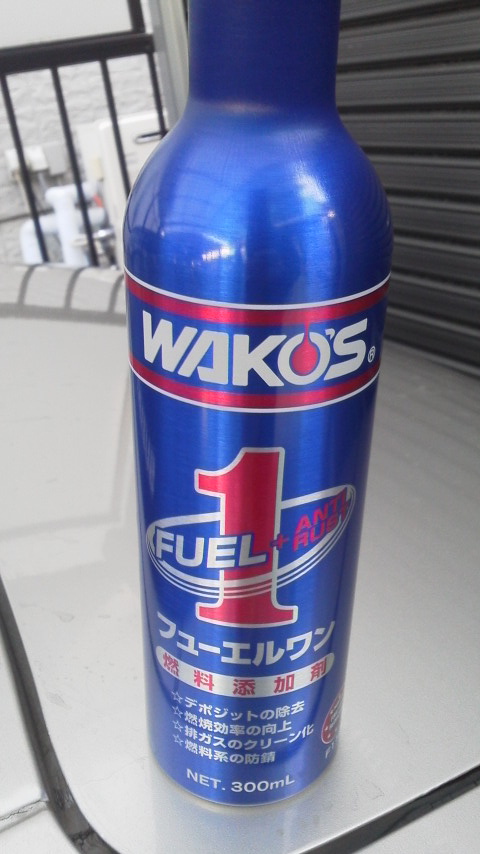 WAKO'S®
1
FUEL + ANTI
RUST
フューエルワン
燃料添加剤
☆デポジットの除去
☆燃焼効率の向上
☆排ガスのクリーン化
☆燃料系の防錆
NET. 300mL